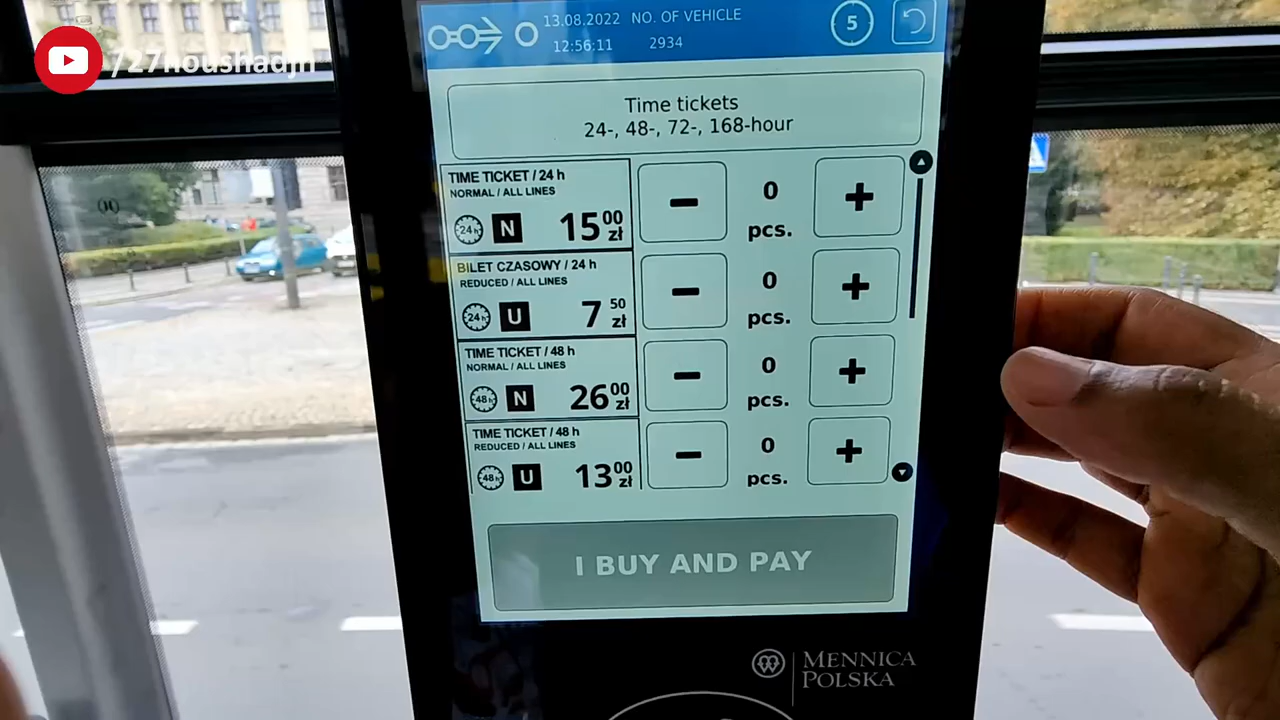 /27houshadjn
13.08.2022 NO. OF VEHICLE
12:56:11 2934
5
Time tickets
24-, 48-, 72-, 168-hour
TIME TICKET / 24 h
NORMAL / ALL LINES
24h N 15 00 zł
0
pcs.
BILET CZASOWY / 24 h
REDUCED / ALL LINES
24h U 7 50 zł
0
pcs.
TIME TICKET / 48 h
NORMAL / ALL LINES
48h N 26 00 zł
0
pcs.
TIME TICKET / 48 h
REDUCED / ALL LINES
48h U 13 00 zł
0
pcs.
I BUY AND PAY
MENNICA
POLSKA